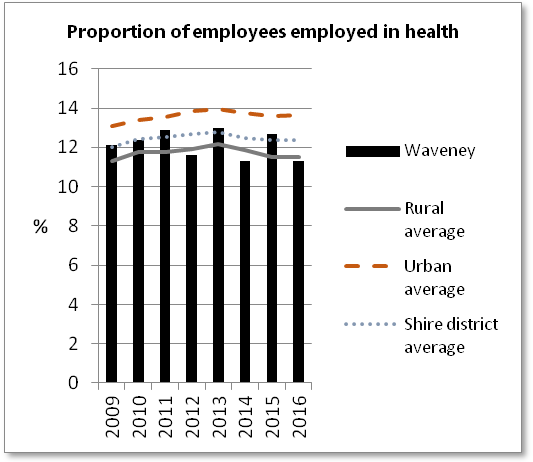 Proportion of employees employed in health
16
14
12
10
8
6
4
2
0
%
2009
2010
2011
2012
2013
2014
2015
2016
Waveney
Rural
average
Urban
average
Shire district
average